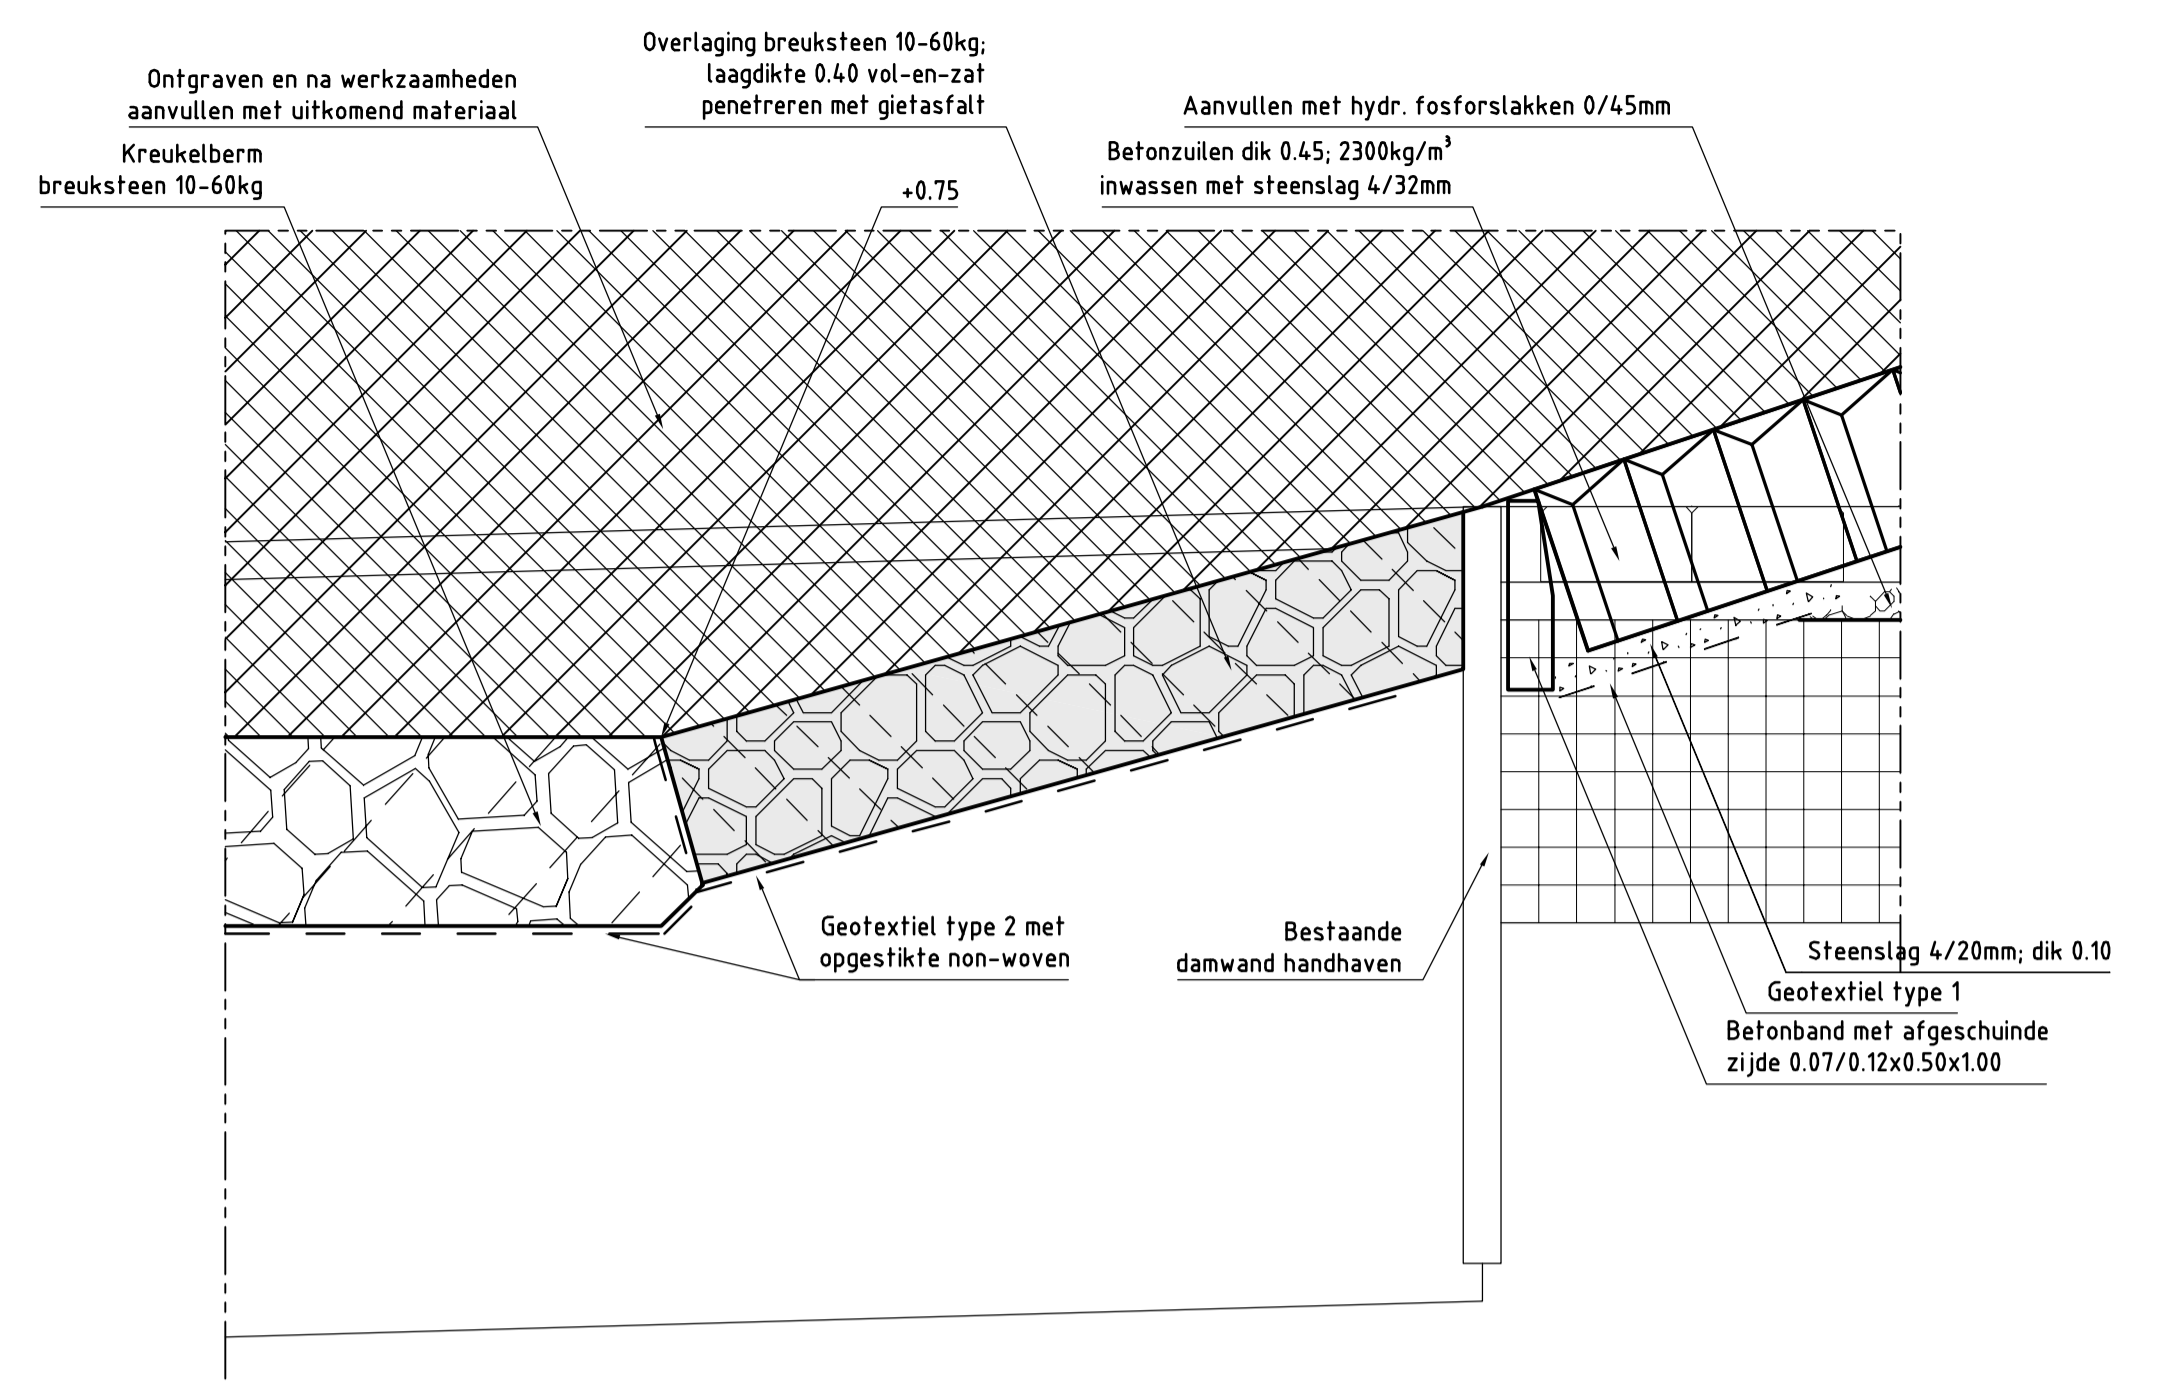 Overlaging breuksteen 10-60kg;
laagdikte 0.40 vol-en-zat
penetreren met gietasfalt
Ontgraven en na werkzaamheden
aanvullen met uitkomend materiaal
Aanvullen met hydr. fosforslakken 0/45mm
Kreukelberm
breuksteen 10-60kg
Betonzuilen dik 0.45; 2300kg/m³
inwassen met steenslag 4/32mm
+0.75
Geotextiel type 2 met
opgestikte non-woven
Bestaande
damwand handhaven
Steenslag 4/20mm; dik 0.10
Geotextiel type 1
Betonband met afgeschuinde
zijde 0.07/0.12x0.50x1.00